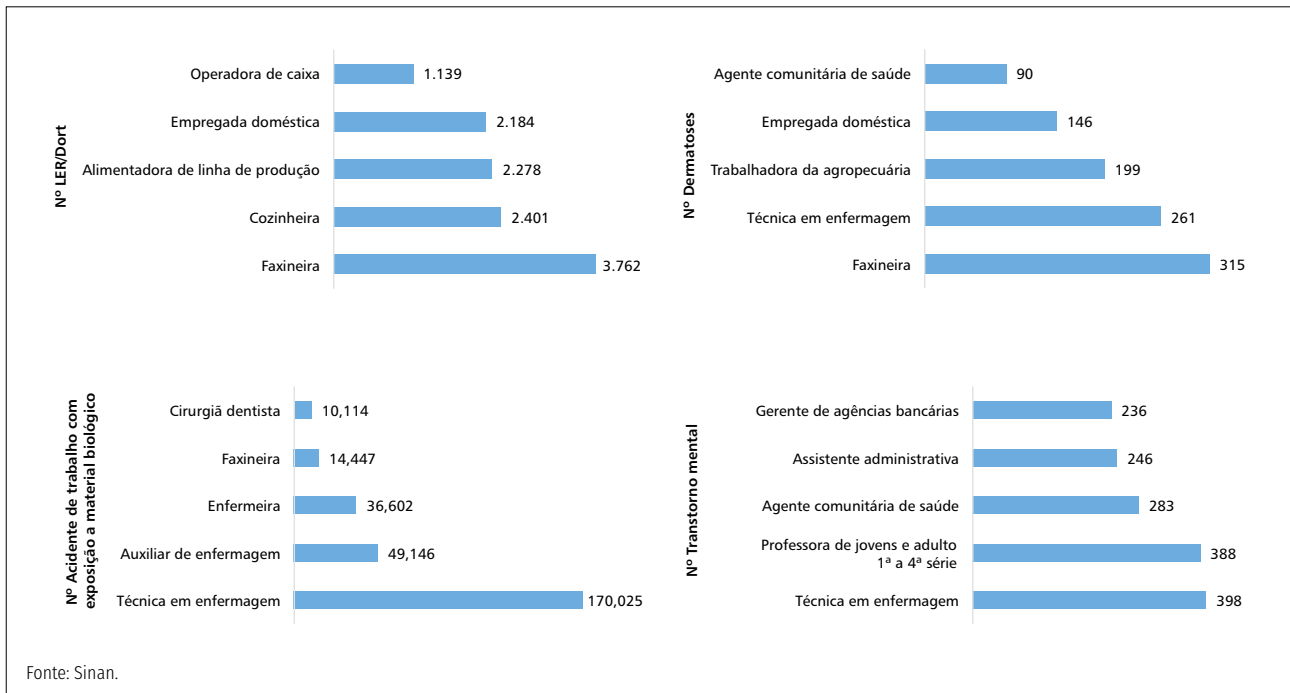 Nº LER/Dort
Operadora de caixa 1.139
Empregada doméstica 2.184
Alimentadora de linha de produção 2.278
Cozinheira 2.401
Faxineira 3.762
Nº Dermatoses
Agente comunitária de saúde 90
Empregada doméstica 146
Trabalhadora da agropecuária 199
Técnica em enfermagem 261
Faxineira 315
Nº Acidente de trabalho com
exposição a material biológico
Cirurgiã dentista 10,114
Faxineira 14,447
Enfermeira 36,602
Auxiliar de enfermagem 49,146
Técnica em enfermagem 170,025
Nº Transtorno mental
Gerente de agências bancárias 236
Assistente administrativa 246
Agente comunitária de saúde 283
Professora de jovens e adulto
1ª a 4ª série 388
Técnica em enfermagem 398
Fonte: Sinan.